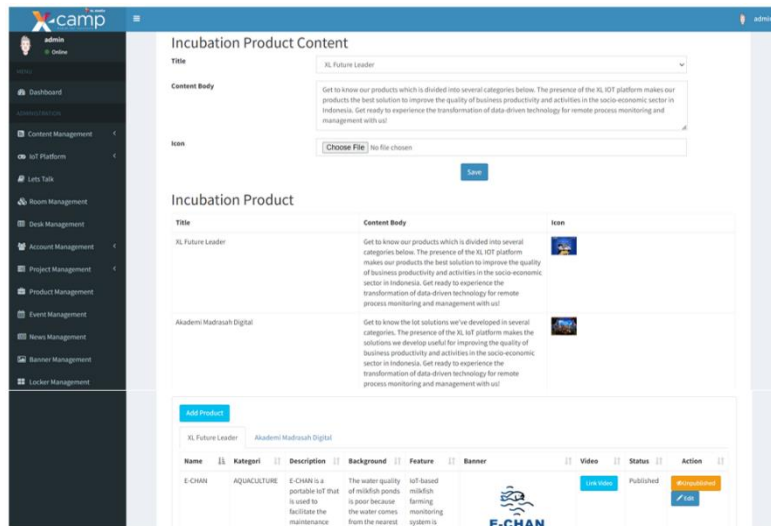 X-camp
admin
admin
Online
MENU
Dashboard
ADMINISTRATION
Content Management
IoT Platform
Lets Talk
Room Management
Desk Management
Account Management
Project Management
Product Management
Event Management
News Management
Banner Management
Locker Management
Incubation Product Content
Title
XL Future Leader
Content Body
Get to know our products which is divided into several categories below. The presence of the XL IOT platform makes our
products the best solution to improve the quality of business productivity and activities in the socio-economic sector in
Indonesia. Get ready to experience the transformation of data-driven technology for remote process monitoring and
management with us!
Icon
Choose File No file chosen
Save
Incubation Product
Title Content Body Icon
XL Future Leader
Get to know our products which is divided into several
categories below. The presence of the XL IOT platform
makes our products the best solution to improve the quality
of business productivity and activities in the socio-economic
sector in Indonesia. Get ready to experience the
transformation of data-driven technology for remote
process monitoring and management with us!
Akademi Madrasah Digital
Get to know the Iot solutions we've developed in several
categories. The presence of the XL IoT platform makes the
solutions we develop useful for improving the quality of
business productivity and activities in the socio-economic
sector in Indonesia. Get ready to experience the
transformation of data-driven technology for remote
process monitoring and management with us!
Add Product
XL Future Leader Akademi Madrasah Digital
Name Kategori Description Background Feature Banner Video Status Action
E-CHAN AQUACULTURE E-CHAN is a The water quality IoT-based Link Video Published Unpublished
portable IoT that of milkfish ponds milkfish
is used to is poor because farming Edit
facilitate the the water comes monitoring
maintenance from the nearest system is E-CHAN